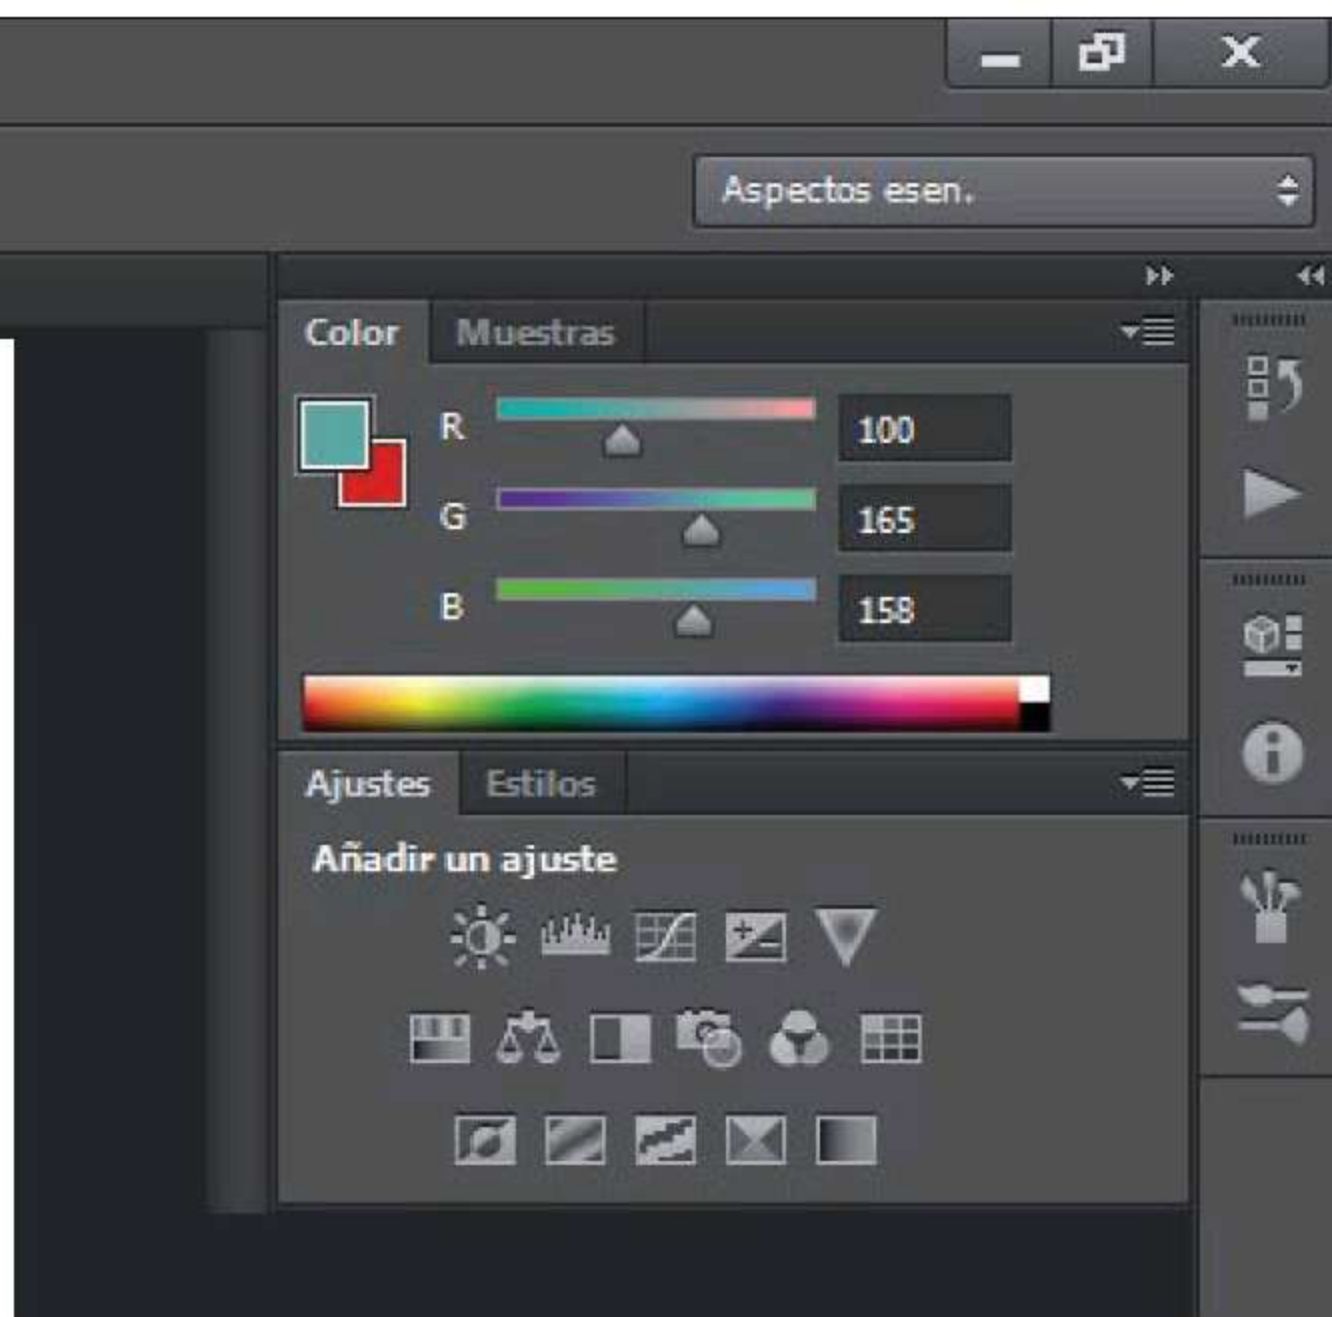 Aspectos esen.
Color Muestras
R 100
G 165
B 158
Ajustes Estilos
Añadir un ajuste